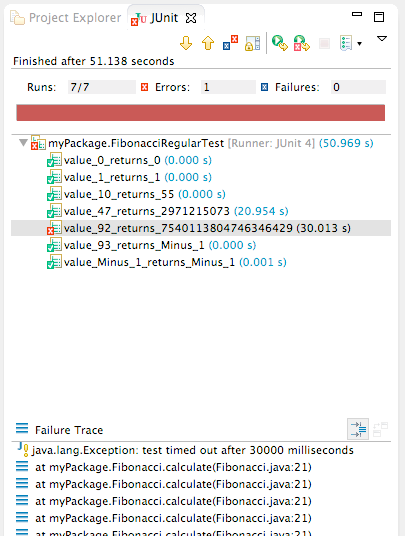 Project Explorer JUnit
Finished after 51.138 seconds
Runs: 7/7 Errors: 1 Failures: 0
myPackage.FibonacciRegularTest [Runner: JUnit 4] (50.969 s)
value_0_returns_0 (0.000 s)
value_1_returns_1 (0.000 s)
value_10_returns_55 (0.000 s)
value_47_returns_2971215073 (20.954 s)
value_92_returns_7540113804746346429 (30.013 s)
value_93_returns_Minus_1 (0.000 s)
value_Minus_1_returns_Minus_1 (0.001 s)
Failure Trace
java.lang.Exception: test timed out after 30000 milliseconds
at myPackage.Fibonacci.calculate(Fibonacci.java:21)
at myPackage.Fibonacci.calculate(Fibonacci.java:21)
at myPackage.Fibonacci.calculate(Fibonacci.java:21)
at myPackage.Fibonacci.calculate(Fibonacci.java:21)
at myPackage.Fibonacci.calculate(Fibonacci.java:21)